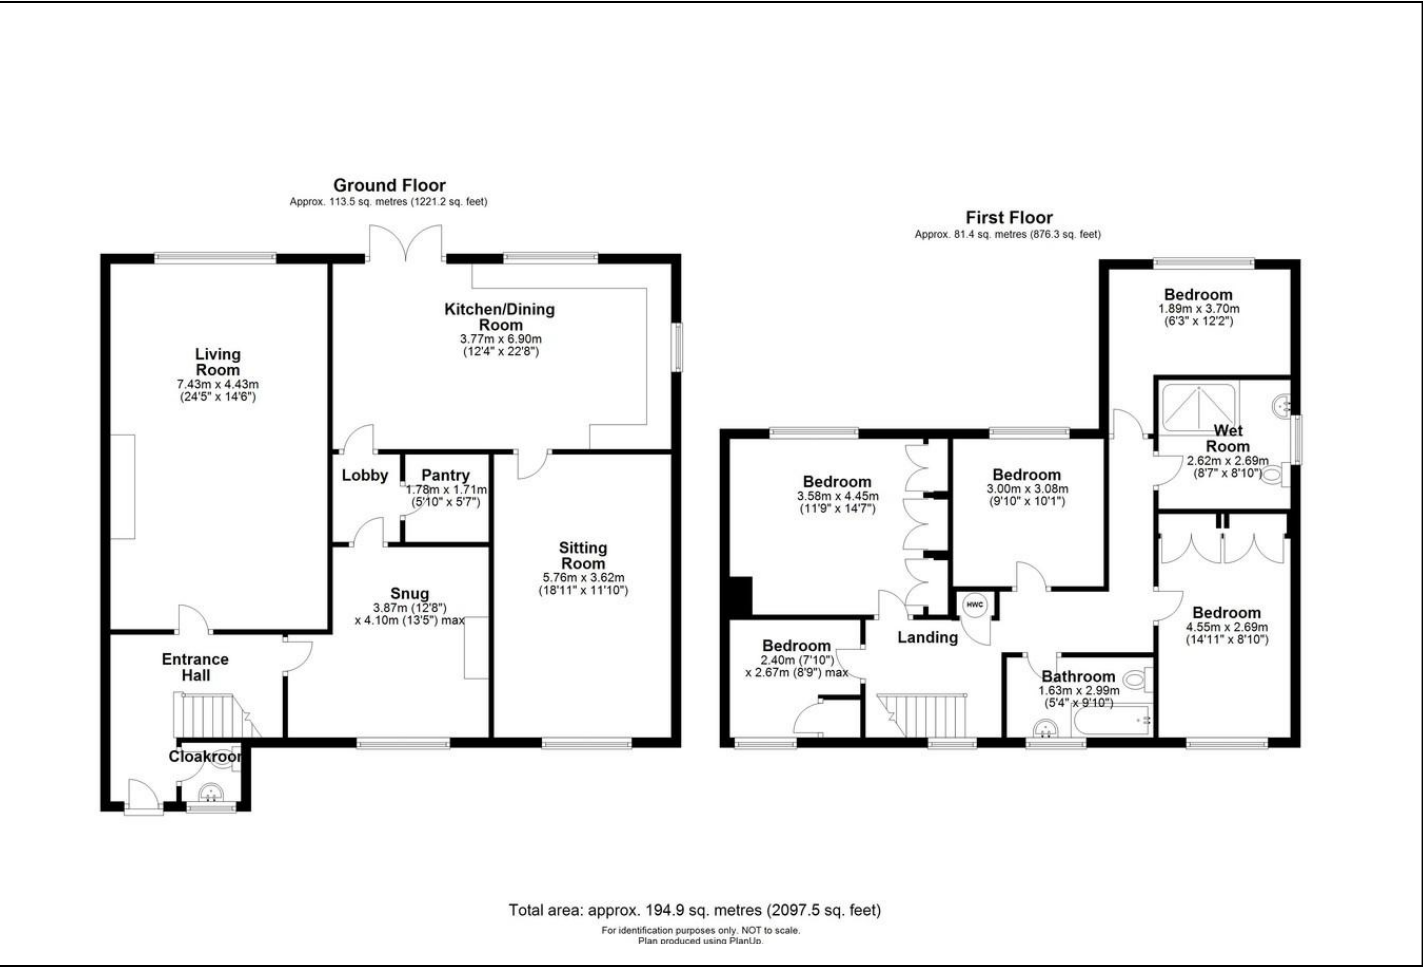 Ground Floor
Approx. 113.5 sq. metres (1221.2 sq. feet)
Kitchen/Dining
Room
3.77m x 6.90m
(12'4" x 22'8")
Living
Room
7.43m x 4.43m
(24'5" x 14'6")
Lobby
Pantry
1.78m x 1.71m
(5'10" x 5'7")
Sitting
Room
5.76m x 3.62m
(18'11" x 11'10")
Snug
3.87m (12'8")
x 4.10m (13'5") max
Entrance
Hall
Cloakroom
First Floor
Approx. 81.4 sq. metres (876.3 sq. feet)
Bedroom
1.89m x 3.70m
(6'3" x 12'2")
Wet
Room
2.62m x 2.69m
(8'7" x 8'10")
Bedroom
3.58m x 4.45m
(11'9" x 14'7")
Bedroom
3.00m x 3.08m
(9'10" x 10'1")
HWC
Bedroom
4.55m x 2.69m
(14'11" x 8'10")
Landing
Bedroom
2.40m (7'10")
x 2.67m (8'9") max
Bathroom
1.63m x 2.99m
(5'4" x 9'10")
Total area: approx. 194.9 sq. metres (2097.5 sq. feet)
For identification purposes only. NOT to scale.
Plan produced using PlanUp.